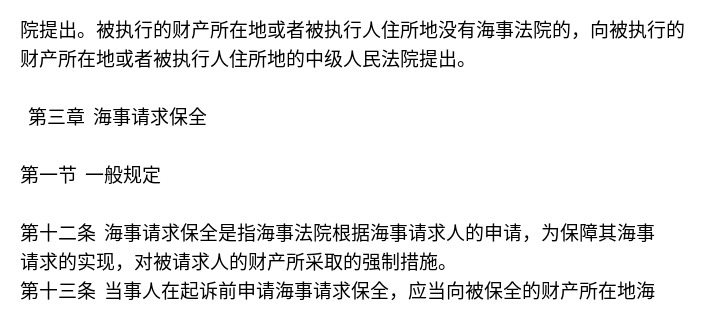 院提出。被执行的财产所在地或者被执行人住所地没有海事法院的，向被执行的
财产所在地或者被执行人住所地的中级人民法院提出。
第三章 海事请求保全
第一节 一般规定
第十二条 海事请求保全是指海事法院根据海事请求人的申请，为保障其海事
请求的实现，对被请求人的财产所采取的强制措施。
第十三条 当事人在起诉前申请海事请求保全，应当向被保全的财产所在地海